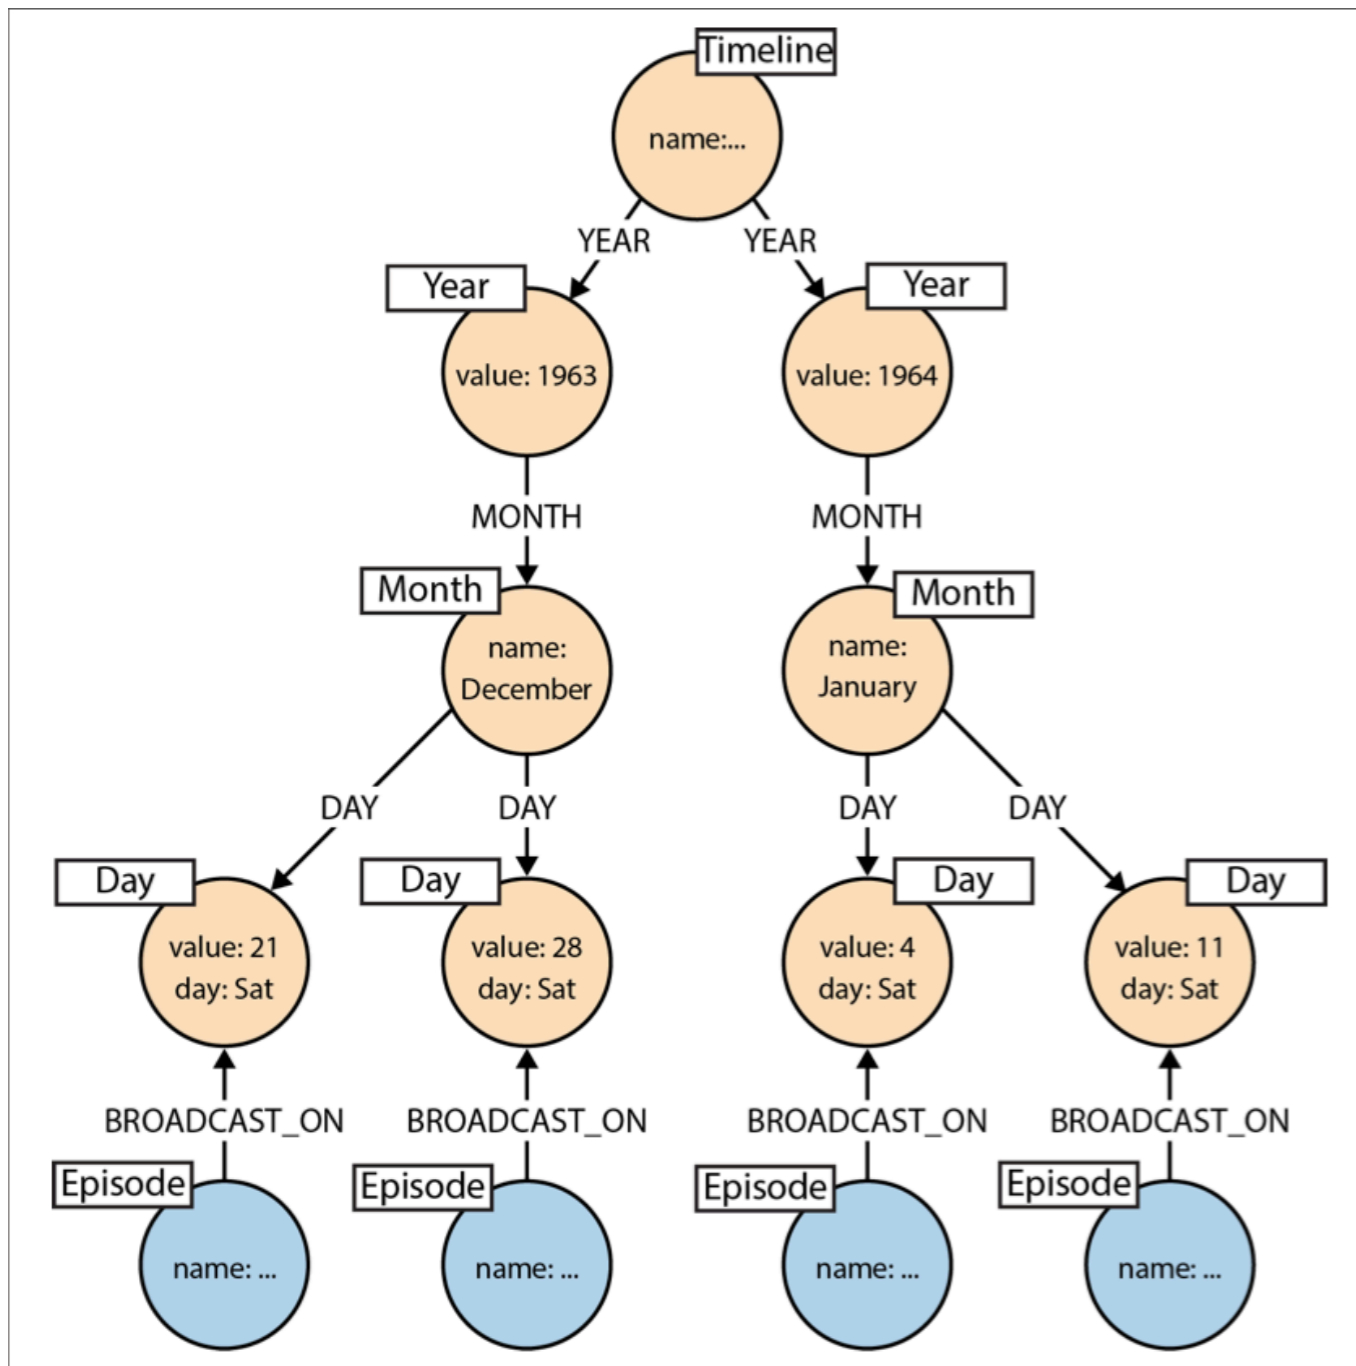 Timeline
name:...
YEAR
YEAR
Year
Year
value: 1963
value: 1964
MONTH
MONTH
Month
Month
name:
December
name:
January
DAY
DAY
DAY
DAY
Day
Day
Day
Day
value: 21
day: Sat
value: 28
day: Sat
value: 4
day: Sat
value: 11
day: Sat
BROADCAST_ON
BROADCAST_ON
BROADCAST_ON
BROADCAST_ON
Episode
Episode
Episode
Episode
name: ...
name: ...
name: ...
name: ...